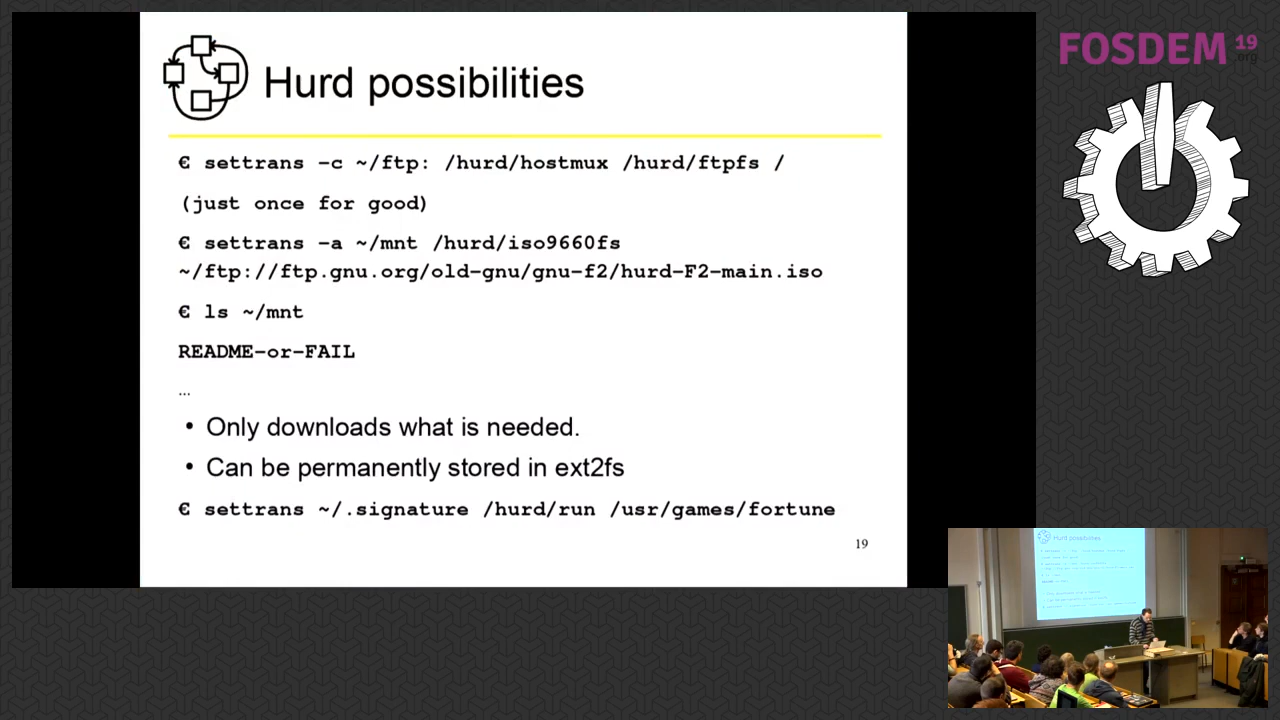 Hurd possibilities
€ settrans -c ~/ftp: /hurd/hostmux /hurd/ftpfs /
(just once for good)
€ settrans -a ~/mnt /hurd/iso9660fs
~/ftp://ftp.gnu.org/old-gnu/gnu-f2/hurd-F2-main.iso
€ ls ~/mnt
README-or-FAIL
...
• Only downloads what is needed.
• Can be permanently stored in ext2fs
€ settrans ~/.signature /hurd/run /usr/games/fortune
19
FOSDEM 19
.org
Hurd possibilities